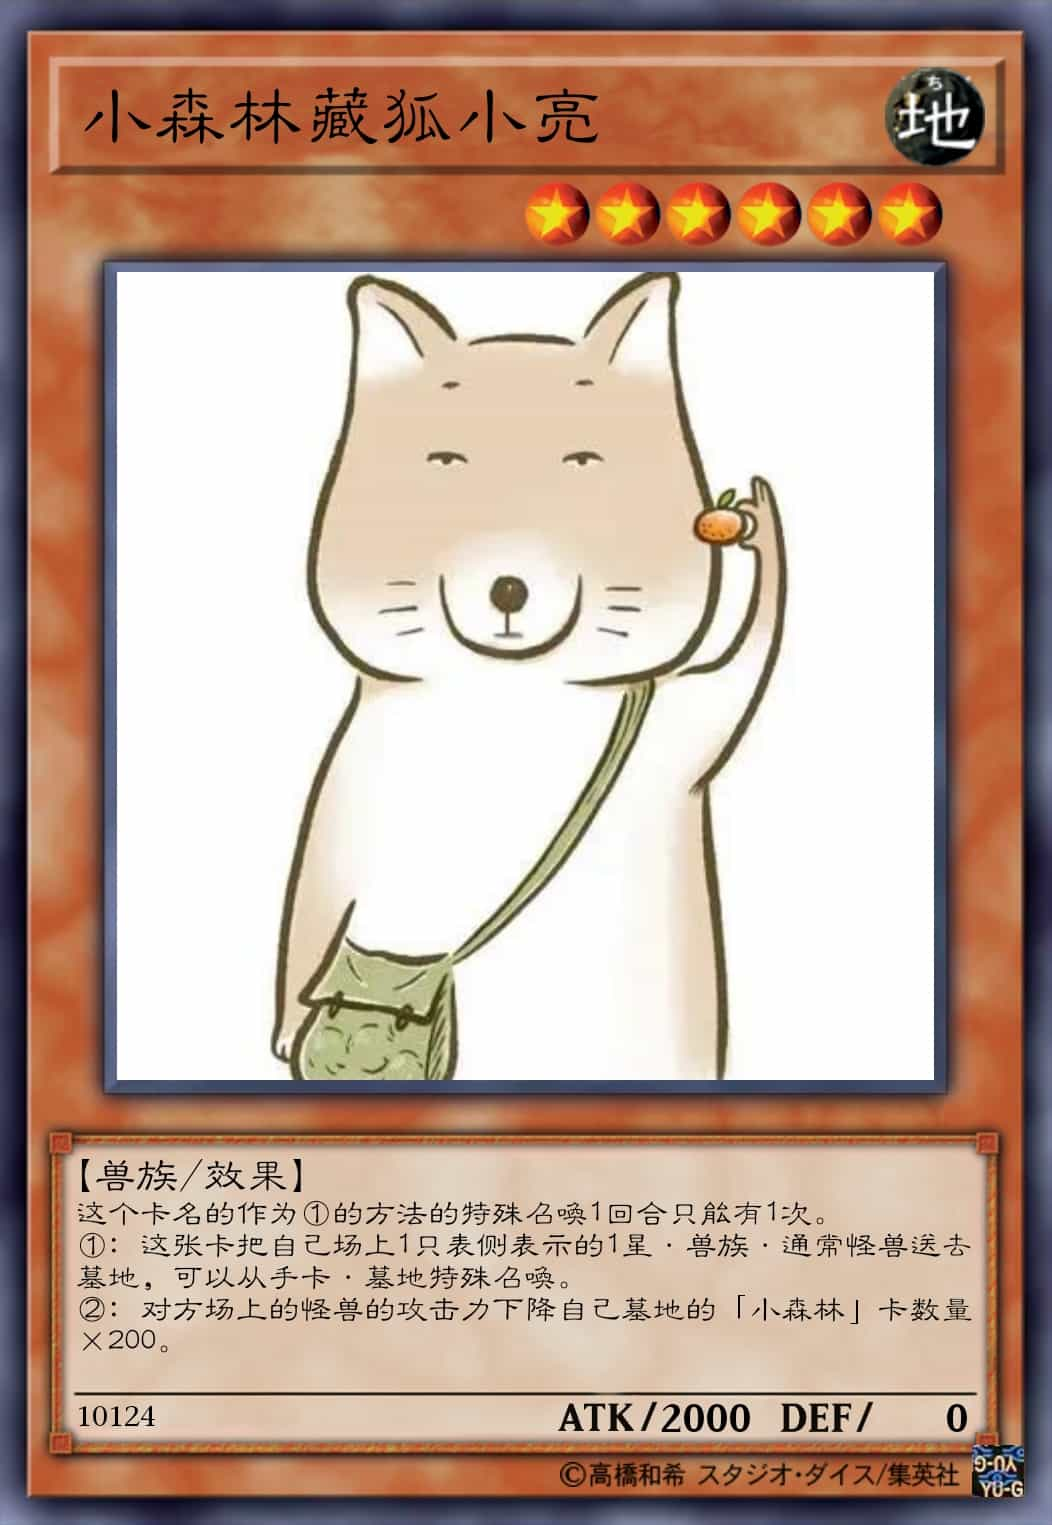 小森林藏狐小亮
ち
地
【兽族/效果】
这个卡名的作为①的方法的特殊召唤1回合只能有1次。
①：这张卡把自己场上1只表侧表示的1星·兽族·通常怪兽送去
墓地，可以从手卡·墓地特殊召唤。
②：对方场上的怪兽的攻击力下降自己墓地的「小森林」卡数量
×200。
10124
ATK/2000 DEF/ 0
©高橋和希 スタジオ·ダイス/集英社
YU-G
YU-G